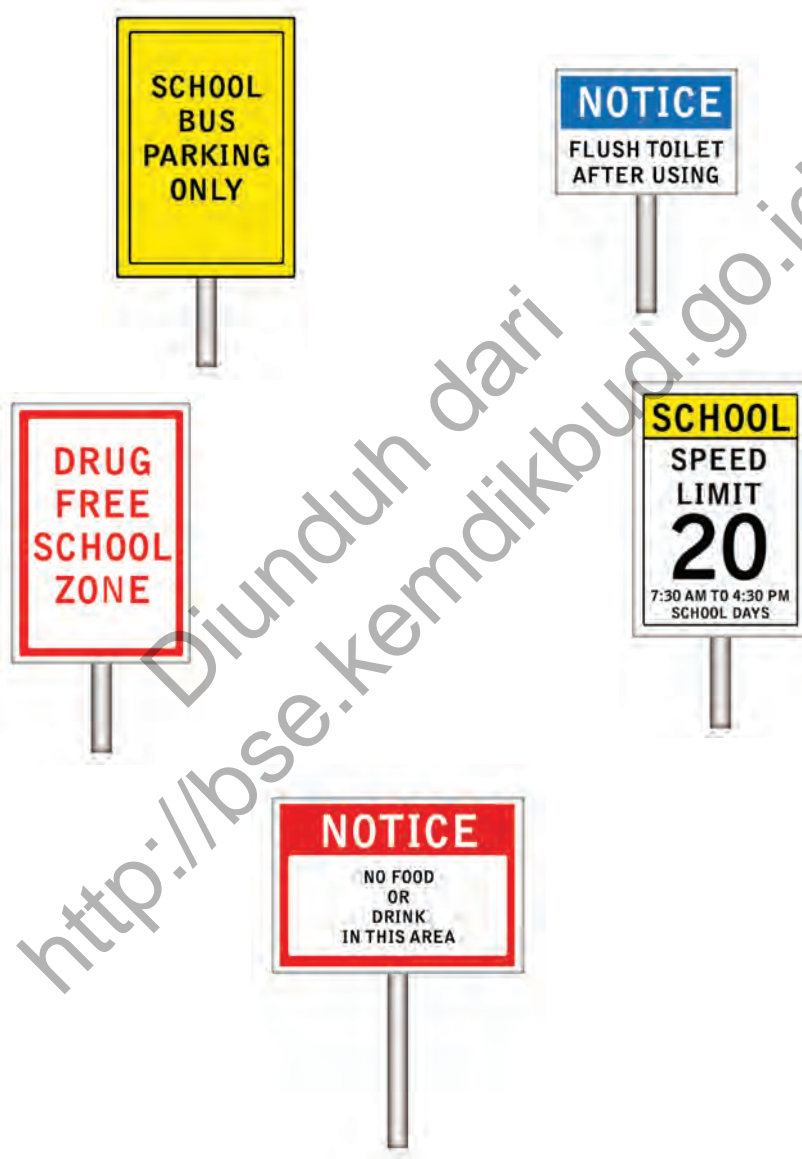 SCHOOL
BUS
PARKING
ONLY
NOTICE
FLUSH TOILET
AFTER USING
DRUG
FREE
SCHOOL
ZONE
SCHOOL
SPEED
LIMIT
20
7:30 AM TO 4:30 PM
SCHOOL DAYS
NOTICE
NO FOOD
OR
DRINK
IN THIS AREA
Diunduh dari
http://bse.kemdikbud.go.id